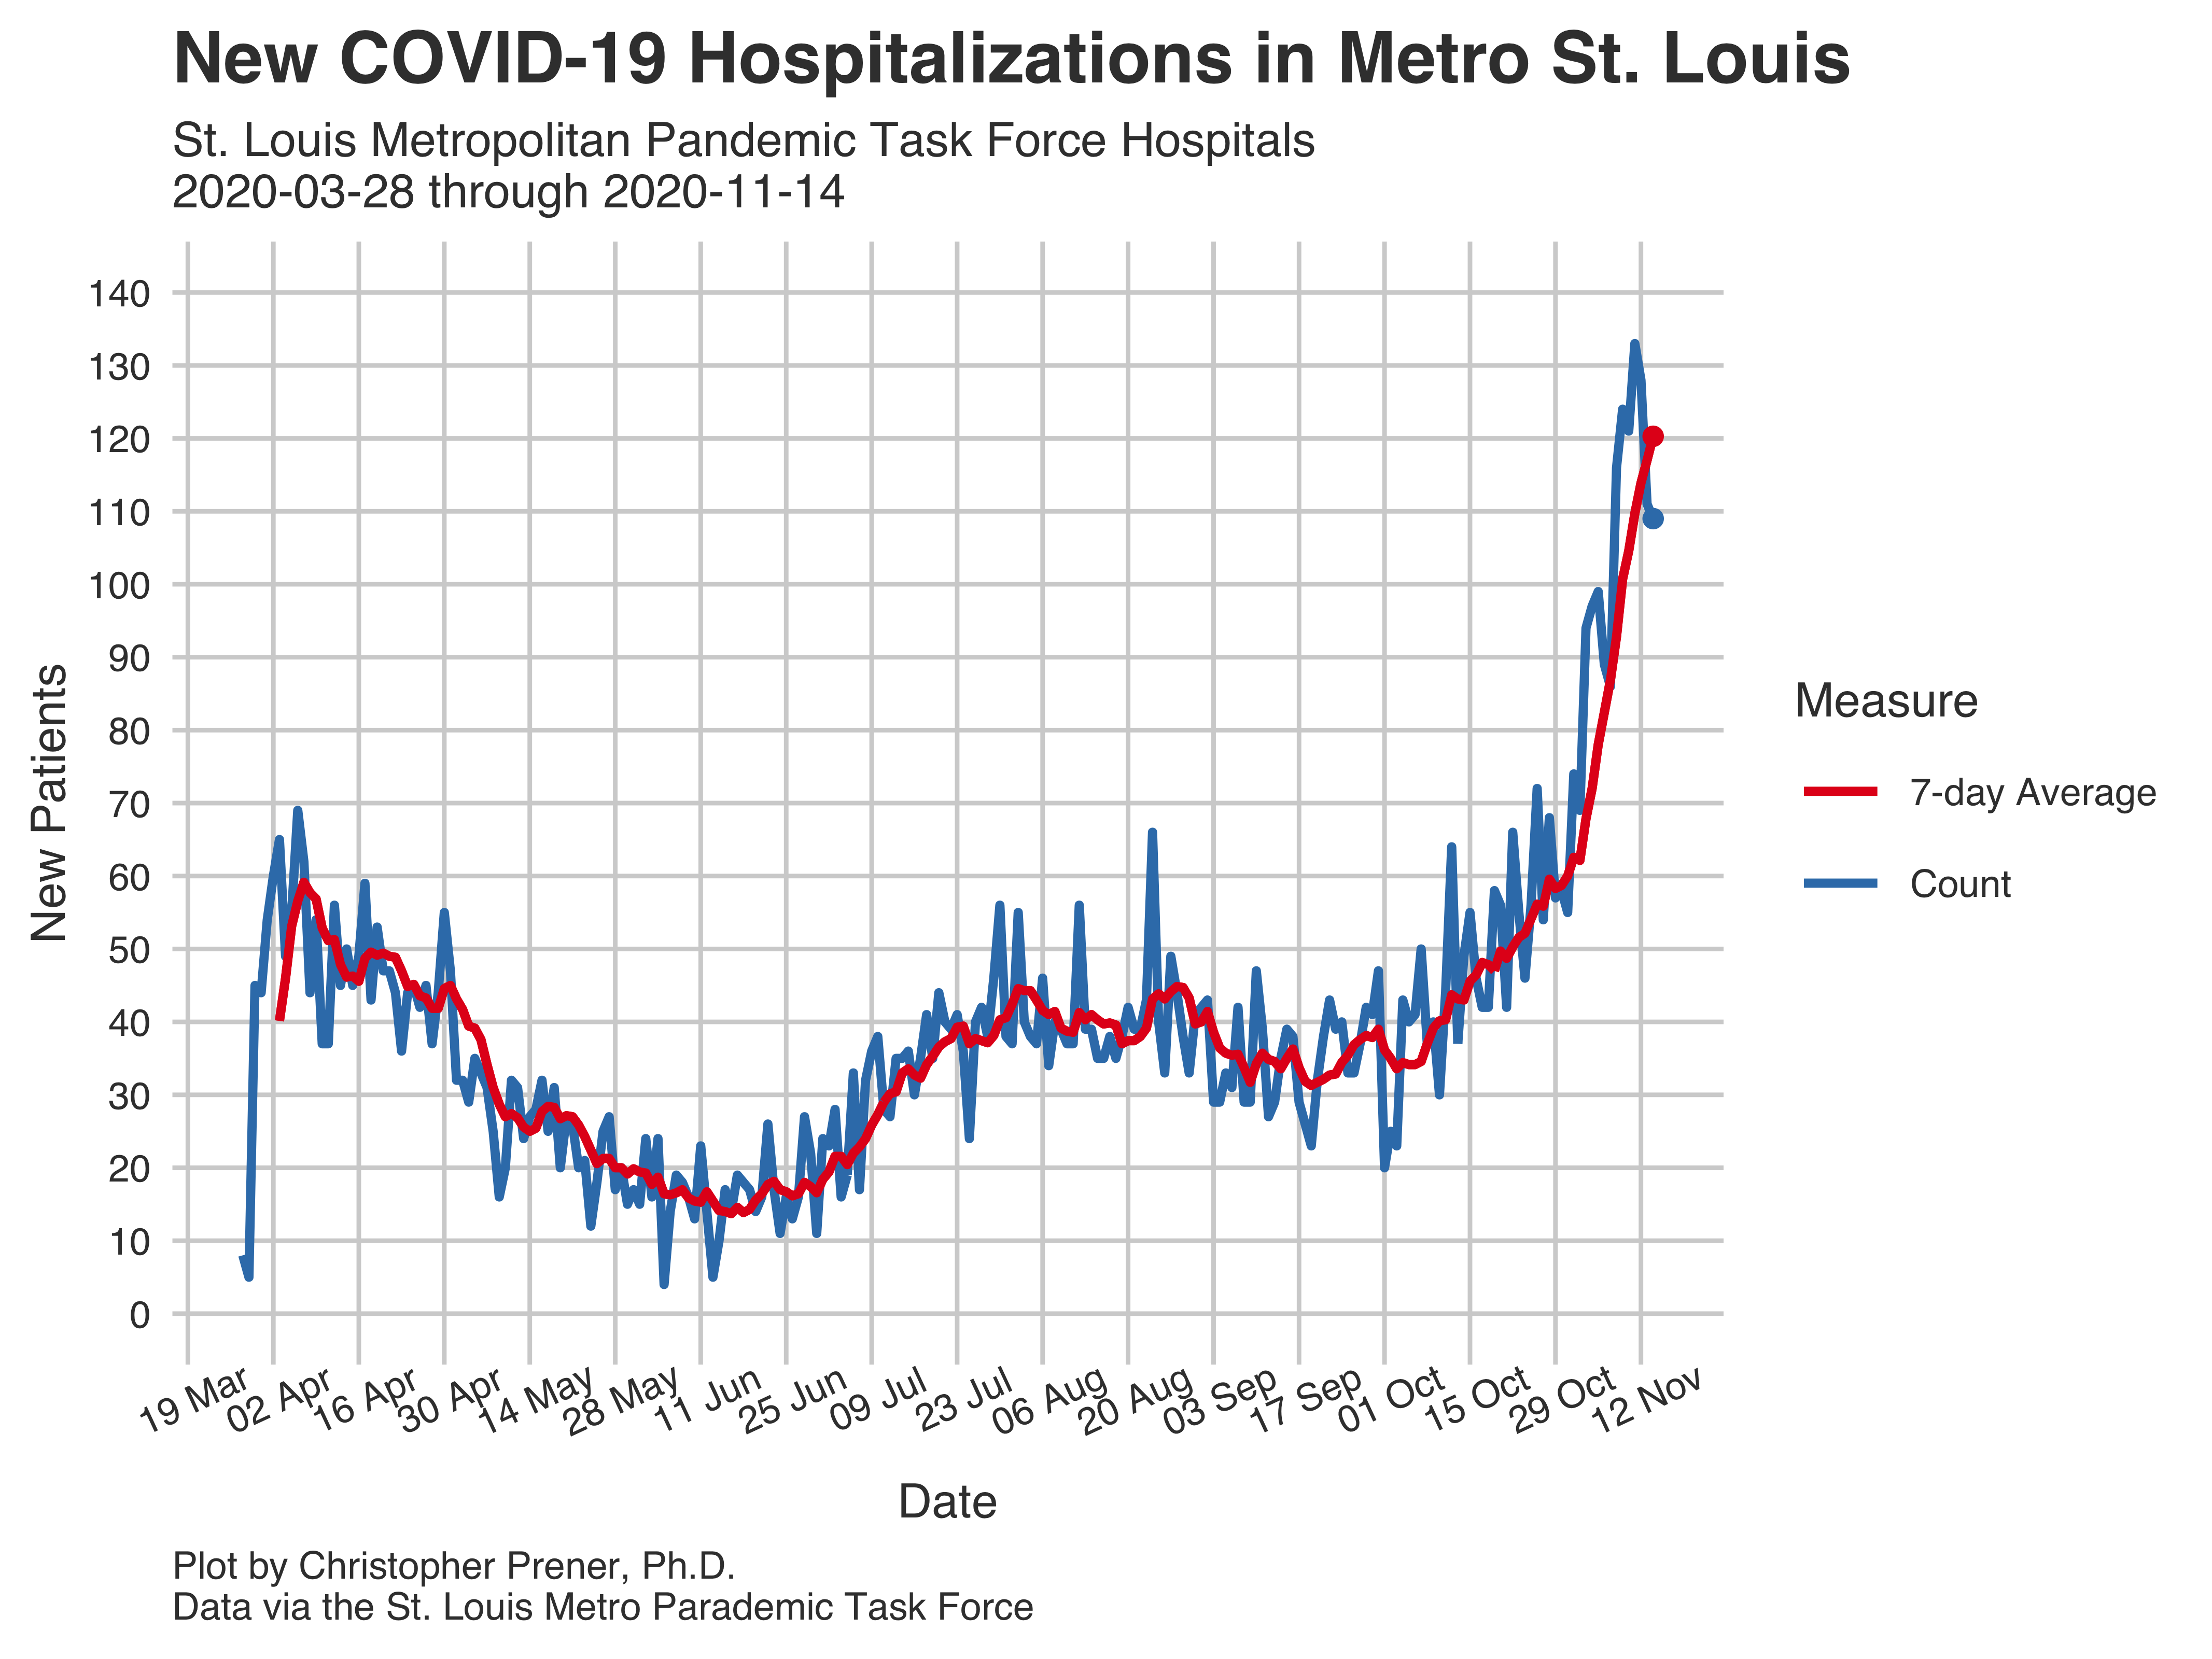 New COVID-19 Hospitalizations in Metro St. Louis
St. Louis Metropolitan Pandemic Task Force Hospitals
2020-03-28 through 2020-11-14
New Patients
140
130
120
110
100
90
80
70
60
50
40
30
20
10
0
19 Mar
02 Apr
16 Apr
30 Apr
14 May
28 May
11 Jun
25 Jun
09 Jul
23 Jul
06 Aug
20 Aug
03 Sep
17 Sep
01 Oct
15 Oct
29 Oct
12 Nov
Date
Measure
7-day Average
Count
Plot by Christopher Prener, Ph.D.
Data via the St. Louis Metro Parademic Task Force